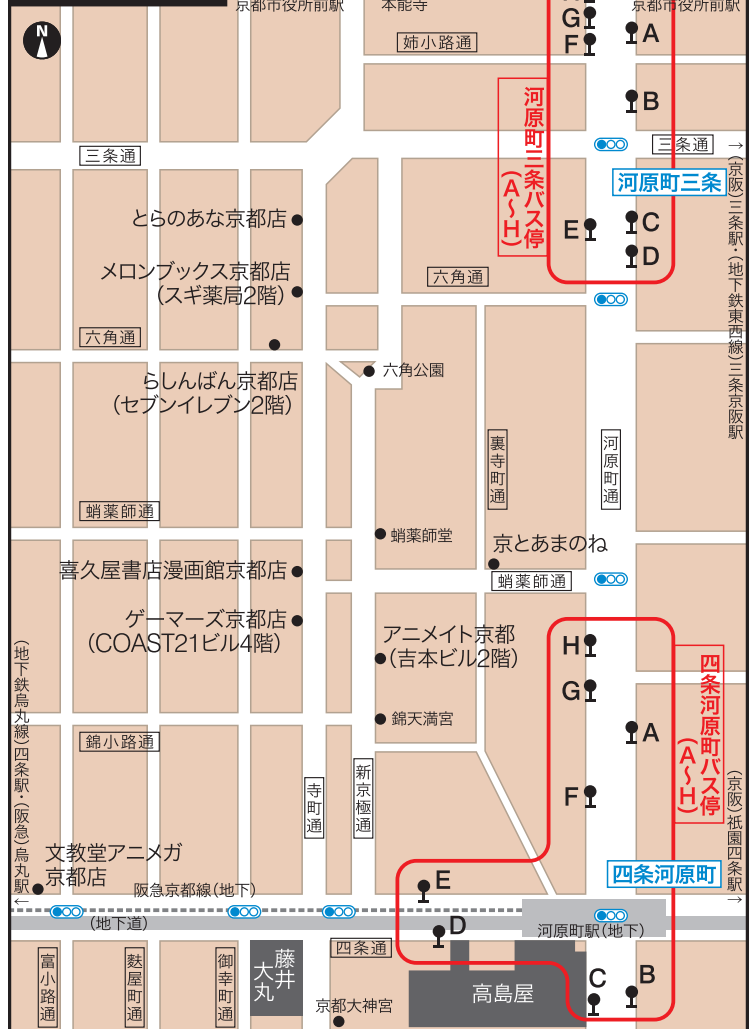 京都市役所前駅
本能寺
京都市役所前駅
N
G
F
A
姉小路通
B
河原町三条バス停
(A〜H)
三条通
三条通
河原町三条
→(京阪)三条駅・(地下鉄東西線)三条京阪駅
とらのあな京都店
E
C
D
メロンブックス京都店
(スギ薬局2階)
六角通
六角通
らしんばん京都店
(セブンイレブン2階)
六角公園
裏寺町通
河原町通
蛸薬師通
蛸薬師堂
京とあまのね
喜久屋書店漫画館京都店
蛸薬師通
ゲーマーズ京都店
(COAST21ビル4階)
アニメイト京都
(吉本ビル2階)
H
G
A
F
四条河原町バス停
(A〜H)
(地下鉄烏丸線)四条駅・(阪急)烏丸駅←
錦天満宮
錦小路通
寺町通
新京極通
(京阪)祇園四条駅→
文教堂アニメガ
京都店
四条河原町
阪急京都線(地下)
E
(地下道)
D
河原町駅(地下)
富小路通
麩屋町通
御幸町通
藤井
大丸
四条通
京都大神宮
高島屋
C
B